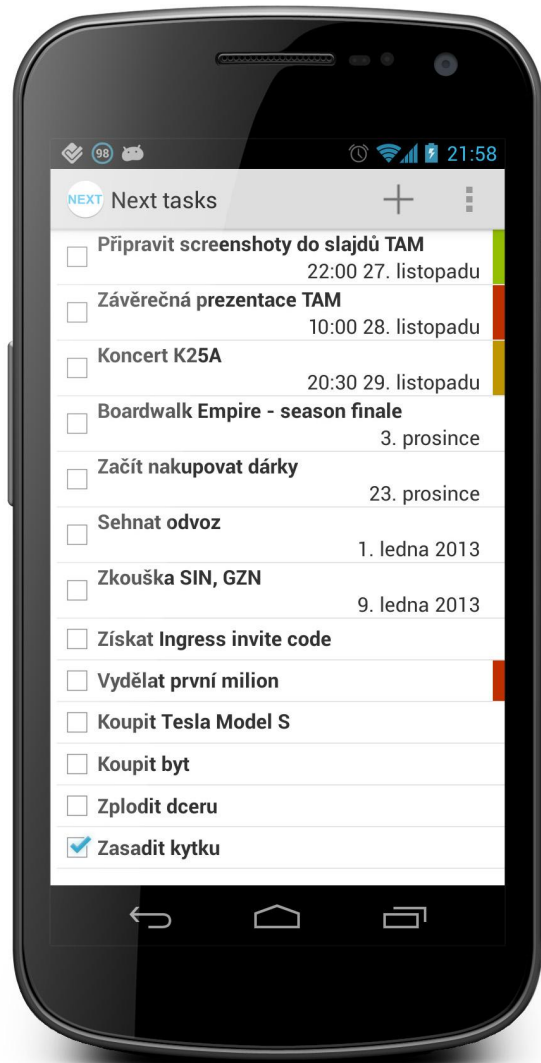 98
21:58
NEXT
Next tasks
Připravit screenshoty do slajdů TAM
22:00 27. listopadu
Závěrečná prezentace TAM
10:00 28. listopadu
Koncert K25A
20:30 29. listopadu
Boardwalk Empire - season finale
3. prosince
Začít nakupovat dárky
23. prosince
Sehnat odvoz
1. ledna 2013
Zkouška SIN, GZN
9. ledna 2013
Získat Ingress invite code
Vydělat první milion
Koupit Tesla Model S
Koupit byt
Zplodit dceru
Zasadit kytku